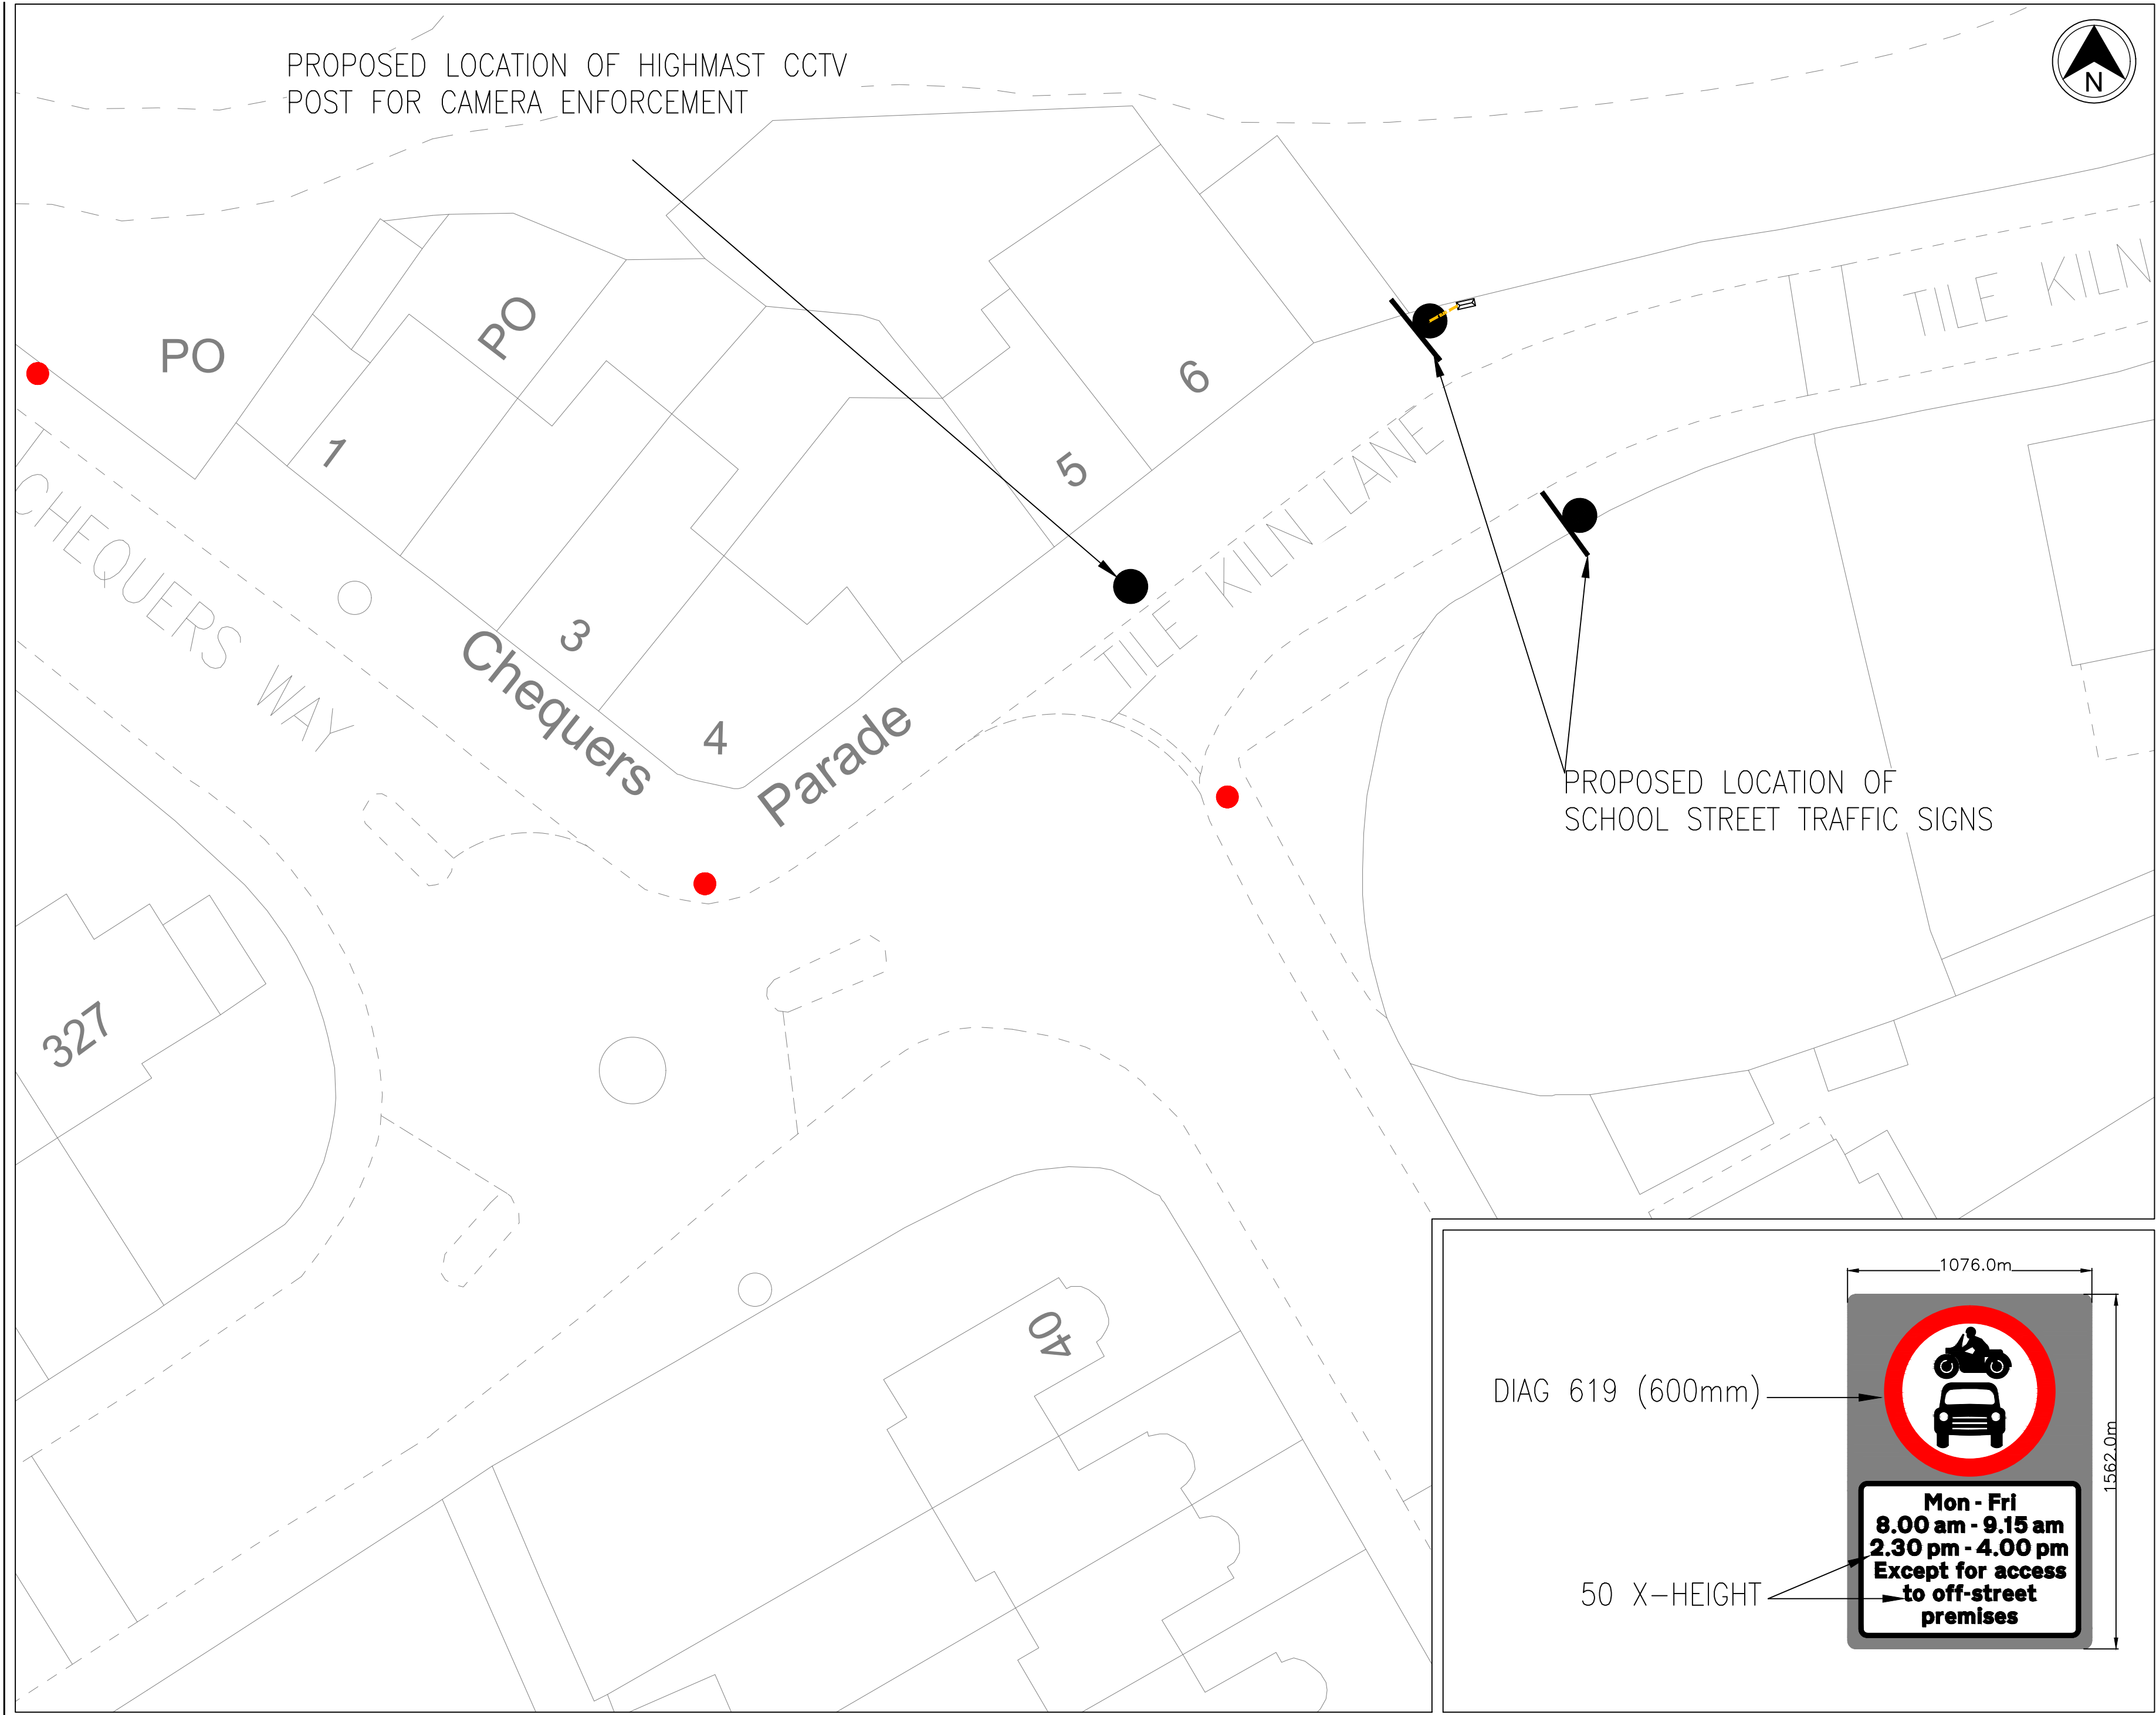 PROPOSED LOCATION OF HIGHMAST CCTV
POST FOR CAMERA ENFORCEMENT
N
TILE KILN
PO
PO
1
3
4
5
6
TILE KILN LANE
CHEQUERS WAY
Chequers
Parade
PROPOSED LOCATION OF
SCHOOL STREET TRAFFIC SIGNS
327
40
1076.0m
1562.0m
DIAG 619 (600mm)
Mon - Fri
8.00 am - 9.15 am
2.30 pm - 4.00 pm
Except for access
to off-street
premises
50 X-HEIGHT